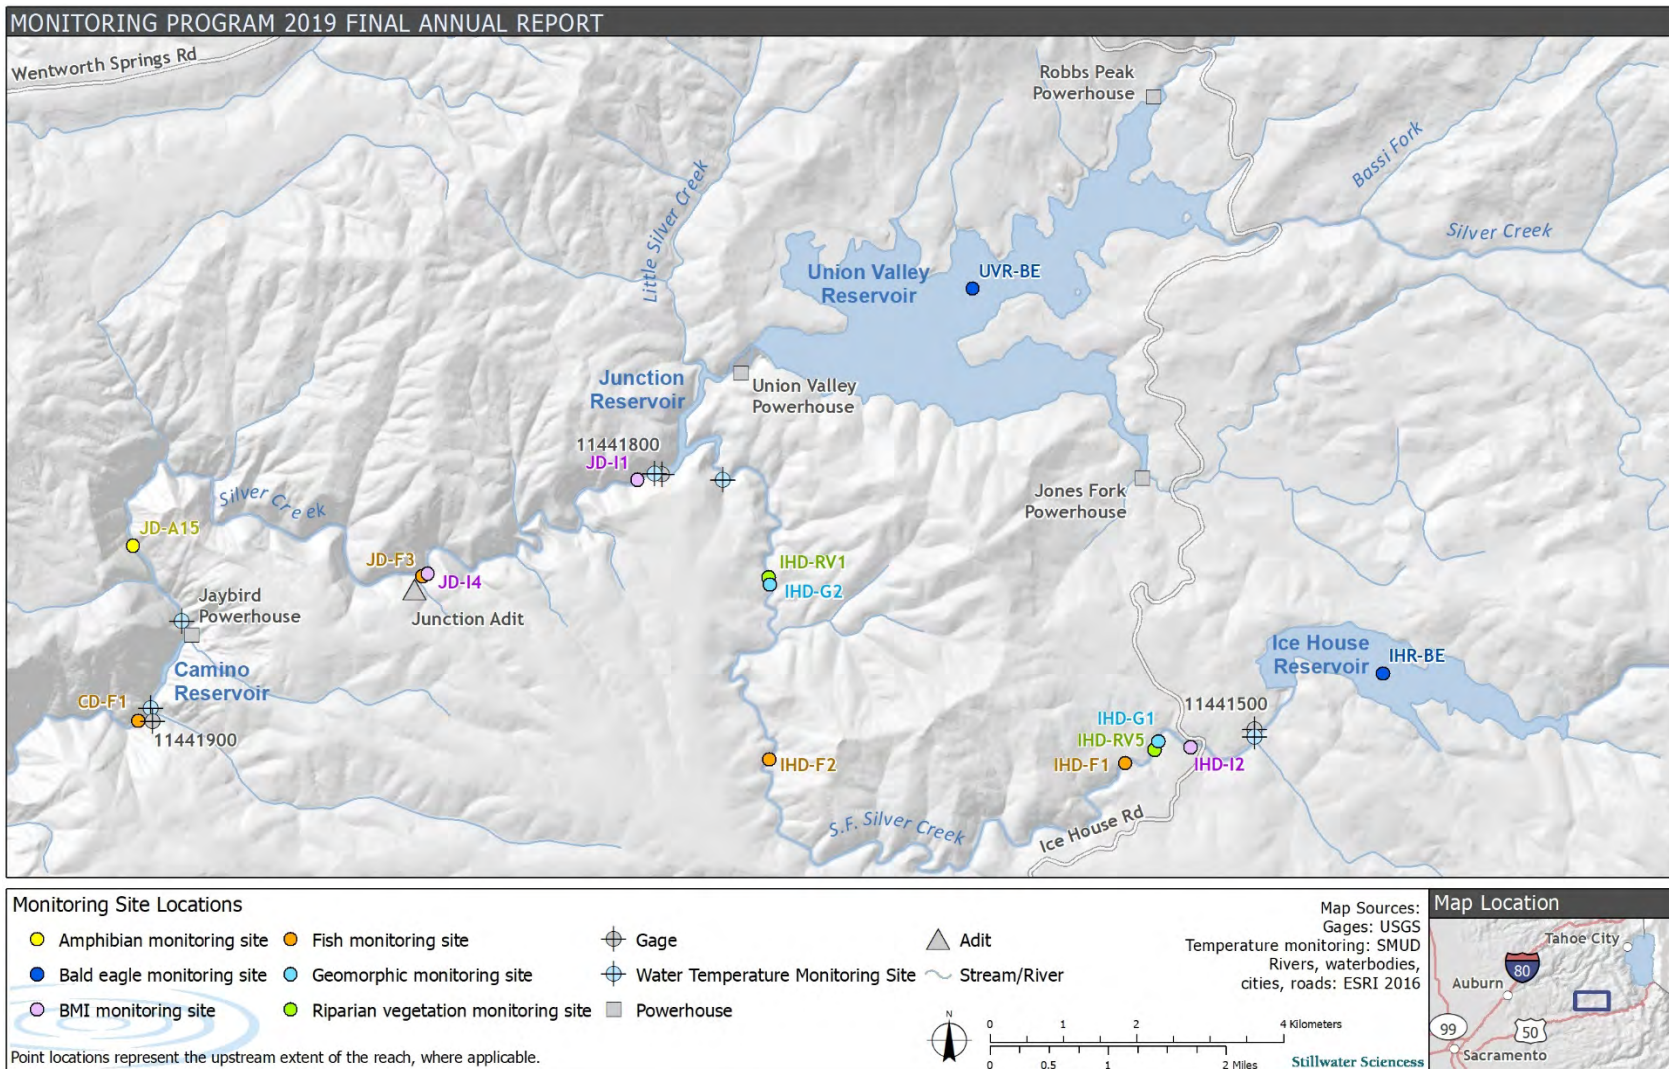 MONITORING PROGRAM 2019 FINAL ANNUAL REPORT
Wentworth Springs Rd
Robbs Peak
Powerhouse
Bassi Fork
Silver Creek
Little Silver Creek
Union Valley
Reservoir
UVR-BE
Junction
Reservoir
Union Valley
Powerhouse
11441800
JD-I1
Silver Creek
Jones Fork
Powerhouse
JD-A15
JD-F3
JD-I4
IHD-RV1
IHD-G2
Jaybird
Powerhouse
Junction Adit
Ice House
Reservoir
IHR-BE
Camino
Reservoir
CD-F1
11441900
11441500
IHD-G1
IHD-RV5
IHD-F1
IHD-I2
IHD-F2
S.F. Silver Creek
Ice House Rd
Monitoring Site Locations
Amphibian monitoring site
Bald eagle monitoring site
BMI monitoring site
Fish monitoring site
Geomorphic monitoring site
Riparian vegetation monitoring site
Gage
Water Temperature Monitoring Site
Powerhouse
Adit
Stream/River
Point locations represent the upstream extent of the reach, where applicable.
Map Sources:
Gages: USGS
Temperature monitoring: SMUD
Rivers, waterbodies,
cities, roads: ESRI 2016
N
0 1 2 4 Kilometers
0 0.5 1 2 Miles
Stillwater Sciencess
Map Location
Tahoe City
80
Auburn
99
50
Sacramento